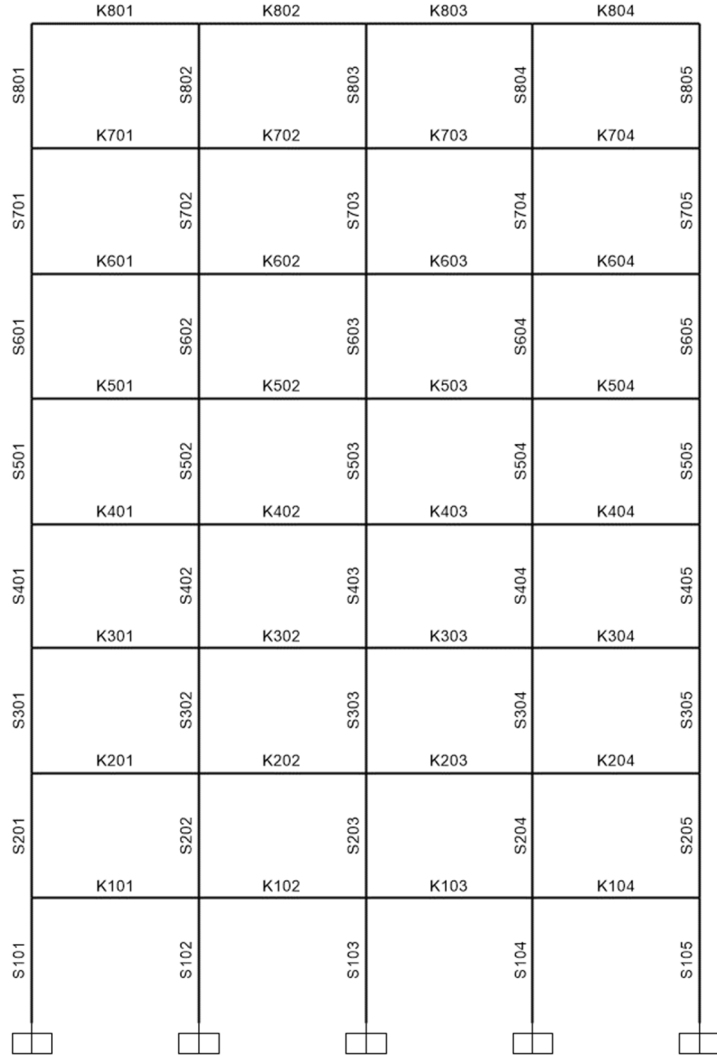 K801 K802 K803 K804
S801 S802 S803 S804 S805
K701 K702 K703 K704
S701 S702 S703 S704 S705
K601 K602 K603 K604
S601 S602 S603 S604 S605
K501 K502 K503 K504
S501 S502 S503 S504 S505
K401 K402 K403 K404
S401 S402 S403 S404 S405
K301 K302 K303 K304
S301 S302 S303 S304 S305
K201 K202 K203 K204
S201 S202 S203 S204 S205
K101 K102 K103 K104
S101 S102 S103 S104 S105